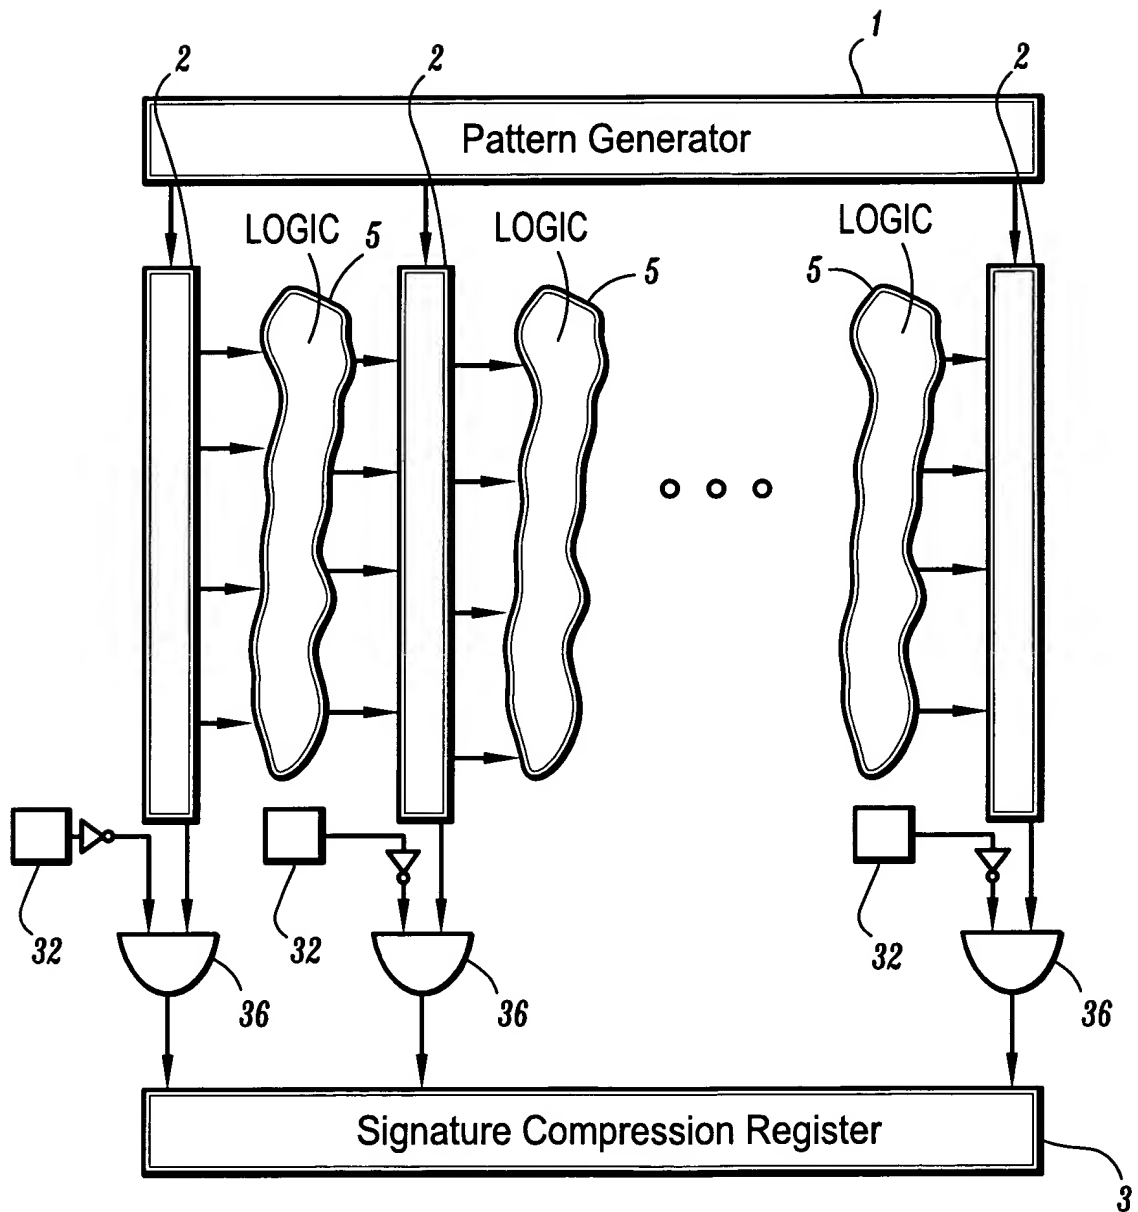 1
2 2 2
Pattern Generator
LOGIC 5 LOGIC 5 LOGIC 5
32 32 32
36 36 36
Signature Compression Register
3